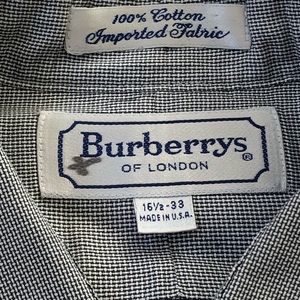 100% Cotton
Imported Fabric
Burberrys®
OF LONDON
16½-33
MADE IN U.S.A.